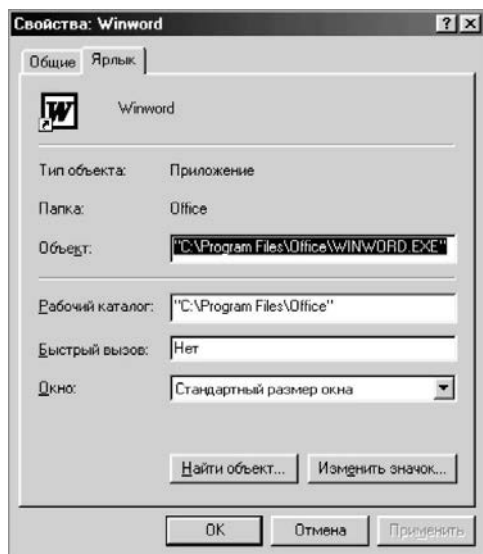 Свойства: Winword
Общие Ярлык
Winword
Тип объекта: Приложение
Папка: Office
Объект: "C:\Program Files\Office\WINWORD.EXE"
Рабочий каталог: "C:\Program Files\Office"
Быстрый вызов: Нет
Окно: Стандартный размер окна
Найти объект... Изменить значок...
OK Отмена Применить